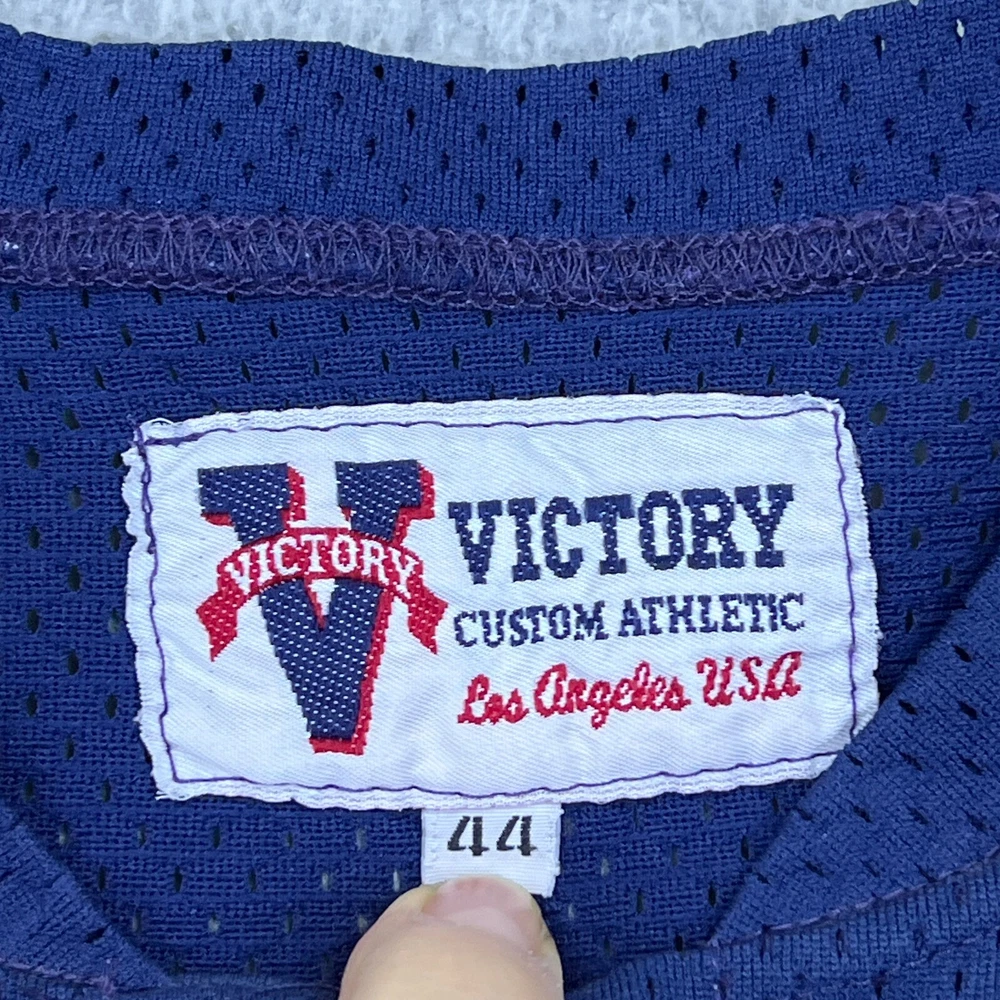 VICTORY
VICTORY
CUSTOM ATHLETIC
Los Angeles USA
44